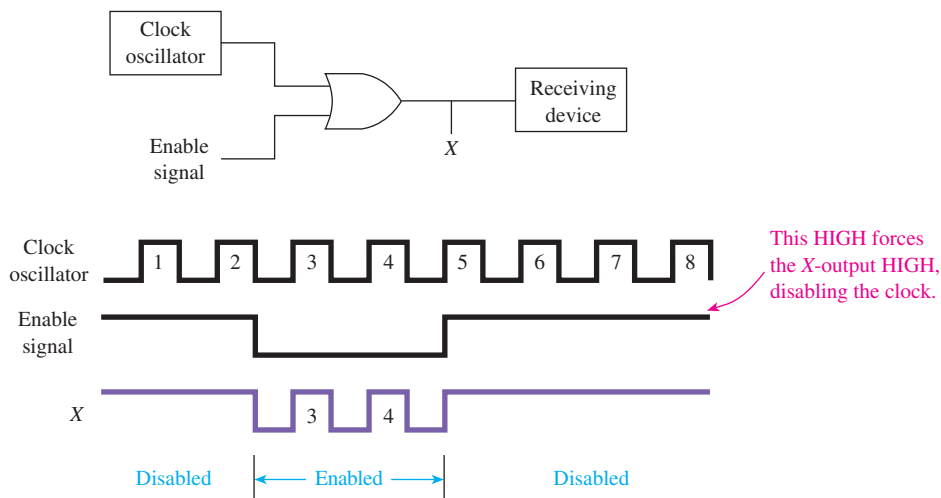 Clock
oscillator
Receiving
device
Enable
signal
X
Clock
oscillator
1 2 3 4 5 6 7 8
This HIGH forces
the X-output HIGH,
disabling the clock.
Enable
signal
X
3 4
Disabled Enabled Disabled